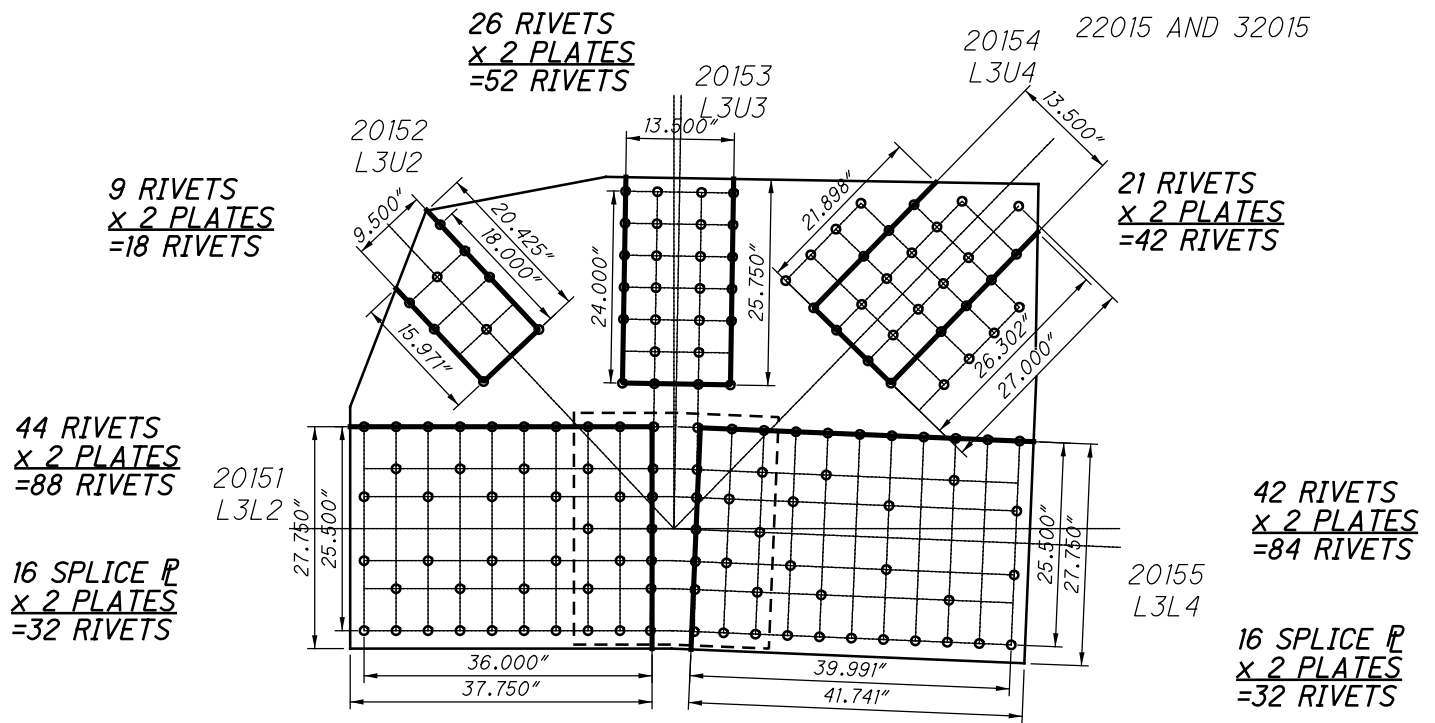 26 RIVETS
x 2 PLATES
=52 RIVETS
20153
L3U3
20154
L3U4
22015 AND 32015
20152
L3U2
9 RIVETS
x 2 PLATES
=18 RIVETS
21 RIVETS
x 2 PLATES
=42 RIVETS
13.500"
13.500"
9.500"
20.425"
18.000"
15.971"
24.000"
25.750"
21.898"
26.302"
27.000"
44 RIVETS
x 2 PLATES
=88 RIVETS
20151
L3L2
27.750"
25.500"
16 SPLICE PL
x 2 PLATES
=32 RIVETS
36.000"
37.750"
39.991"
41.741"
25.500"
27.750"
42 RIVETS
x 2 PLATES
=84 RIVETS
20155
L3L4
16 SPLICE PL
x 2 PLATES
=32 RIVETS